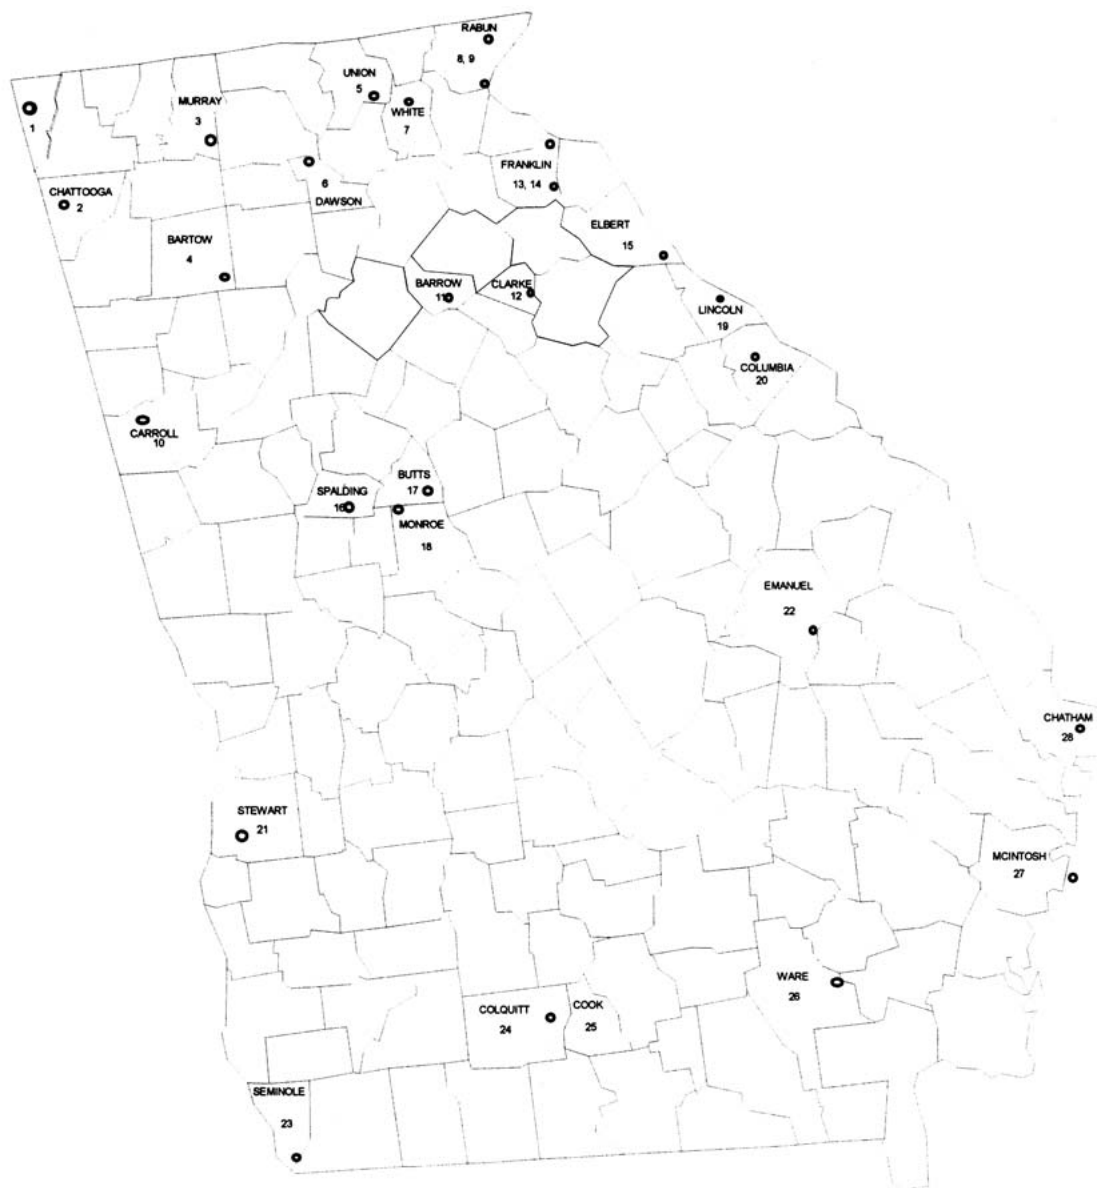 RABUN
8, 9
UNION
5
1
MURRAY
3
WHITE
7
FRANKLIN
13, 14
6
DAWSON
CHATTOOGA
2
ELBERT
15
BARTOW
4
BARROW
11
CLARKE
12
LINCOLN
19
COLUMBIA
20
CARROLL
10
BUTTS
17
SPALDING
16
MONROE
18
EMANUEL
22
CHATHAM
28
STEWART
21
MCINTOSH
27
WARE
26
COLQUITT
24
COOK
25
SEMINOLE
23